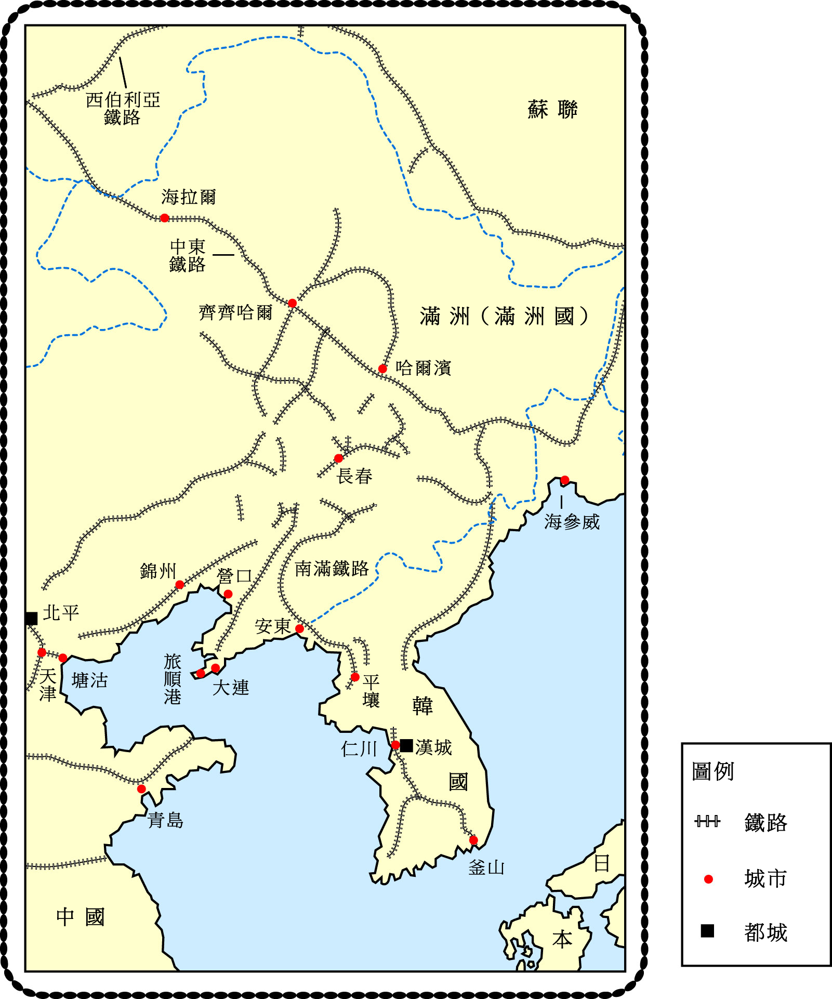 西伯利亞
鐵路
蘇聯
海拉爾
中東
鐵路
齊齊哈爾
滿洲（滿洲國）
哈爾濱
長春
海參威
錦州
營口
南滿鐵路
北平
安東
天津
塘沽
旅順港
大連
平壤
韓
仁川
漢城
國
青島
釜山
日
中國
本
圖例
鐵路
城市
都城